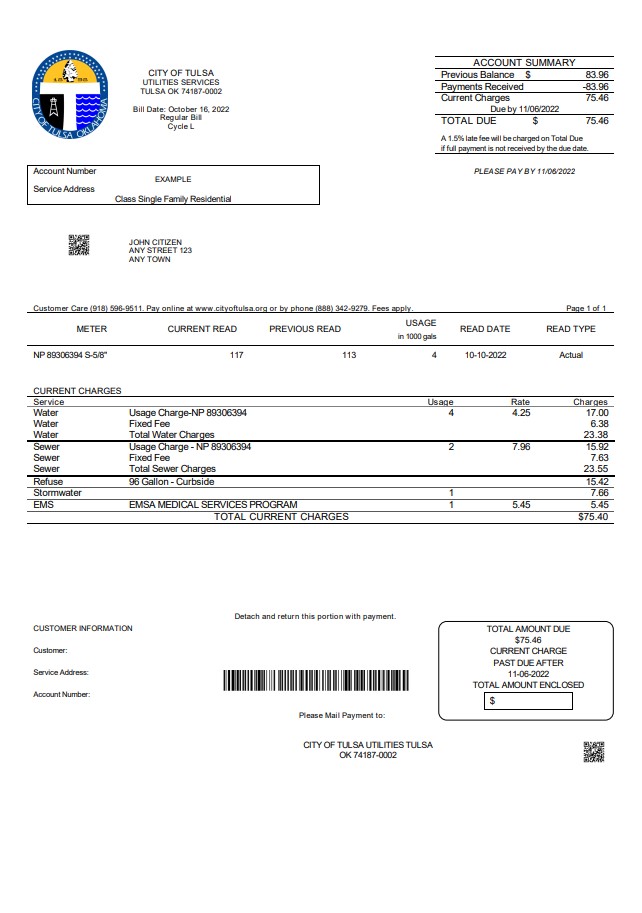 CITY OF TULSA
UTILITIES SERVICES
TULSA OK 74187-0002
Bill Date: October 16, 2022
Regular Bill
Cycle L
CITY OF TULSA OKLAHOMA
ACCOUNT SUMMARY
Previous Balance $ 83.96
Payments Received -83.96
Current Charges 75.46
Due by 11/06/2022
TOTAL DUE $ 75.46
A 1.5% late fee will be charged on Total Due
if full payment is not received by the due date.
PLEASE PAY BY 11/06/2022
Account Number
EXAMPLE
Service Address
Class Single Family Residential
JOHN CITIZEN
ANY STREET 123
ANY TOWN
Customer Care (918) 596-9511. Pay online at www.cityoftulsa.org or by phone (888) 342-9279. Fees apply. Page 1 of 1
METER CURRENT READ PREVIOUS READ USAGE in 1000 gals READ DATE READ TYPE
NP 89306394 S-5/8" 117 113 4 10-10-2022 Actual
CURRENT CHARGES
Service Usage Rate Charges
Water Usage Charge-NP 89306394 4 4.25 17.00
Water Fixed Fee 6.38
Water Total Water Charges 23.38
Sewer Usage Charge - NP 89306394 2 7.96 15.92
Sewer Fixed Fee 7.63
Sewer Total Sewer Charges 23.55
Refuse 96 Gallon - Curbside 15.42
Stormwater 1 7.66
EMS EMSA MEDICAL SERVICES PROGRAM 1 5.45 5.45
TOTAL CURRENT CHARGES $75.40
Detach and return this portion with payment.
CUSTOMER INFORMATION
Customer:
Service Address:
Account Number:
TOTAL AMOUNT DUE
$75.46
CURRENT CHARGE
PAST DUE AFTER
11-06-2022
TOTAL AMOUNT ENCLOSED
$
Please Mail Payment to:
CITY OF TULSA UTILITIES TULSA
OK 74187-0002